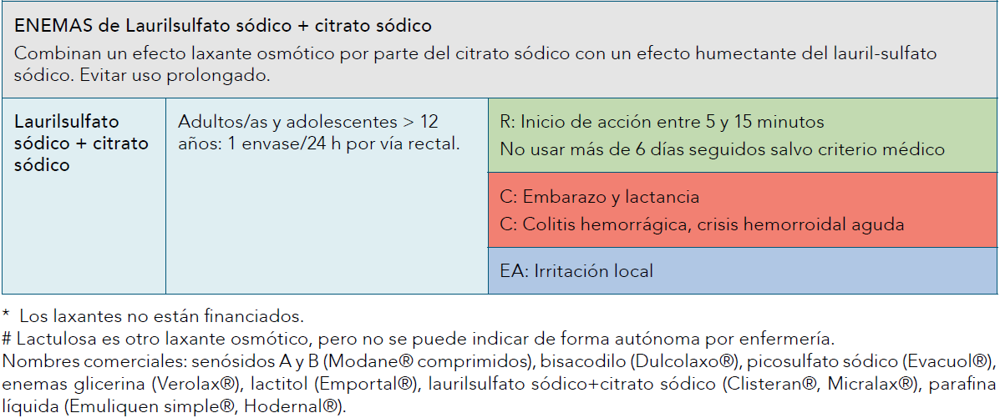 ENEMAS de Laurilsulfato sódico + citrato sódico
Combinan un efecto laxante osmótico por parte del citrato sódico con un efecto humectante del lauril-sulfato
sódico. Evitar uso prolongado.
Laurilsulfato
sódico + citrato
sódico
Adultos/as y adolescentes > 12
años: 1 envase/24 h por vía rectal.
R: Inicio de acción entre 5 y 15 minutos
No usar más de 6 días seguidos salvo criterio médico
C: Embarazo y lactancia
C: Colitis hemorrágica, crisis hemorroidal aguda
EA: Irritación local
* Los laxantes no están financiados.
# Lactulosa es otro laxante osmótico, pero no se puede indicar de forma autónoma por enfermería.
Nombres comerciales: senósidos A y B (Modane® comprimidos), bisacodilo (Dulcolaxo®), picosulfato sódico (Evacuol®),
enemas glicerina (Verolax®), lactitol (Emportal®), laurilsulfato sódico+citrato sódico (Clisteran®, Micralax®), parafina
líquida (Emuliquen simple®, Hodernal®).